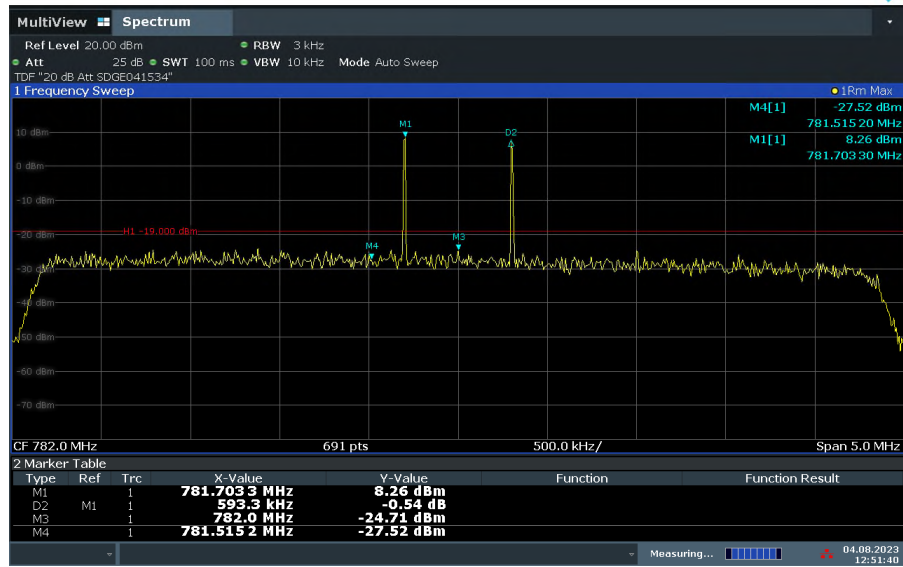 MultiView Spectrum
Ref Level 20.00 dBm RBW 3 kHz
Att 25 dB SWT 100 ms VBW 10 kHz Mode Auto Sweep
TDF "20 dB Att SDGE041534"
1 Frequency Sweep 1Rm Max
M4[1] -27.52 dBm
781.515 20 MHz
M1[1] 8.26 dBm
781.703 30 MHz
M1
D2
10 dBm
0 dBm
-10 dBm
-20 dBm
H1 -19.000 dBm
M4
M3
-30 dBm
-40 dBm
-50 dBm
-60 dBm
-70 dBm
CF 782.0 MHz 691 pts 500.0 kHz/ Span 5.0 MHz
2 Marker Table
Type Ref Trc X-Value Y-Value Function Function Result
M1 1 781.703 3 MHz 8.26 dBm
D2 M1 1 593.3 kHz -0.54 dB
M3 1 782.0 MHz -24.71 dBm
M4 1 781.515 2 MHz -27.52 dBm
Measuring... 04.08.2023
12:51:40